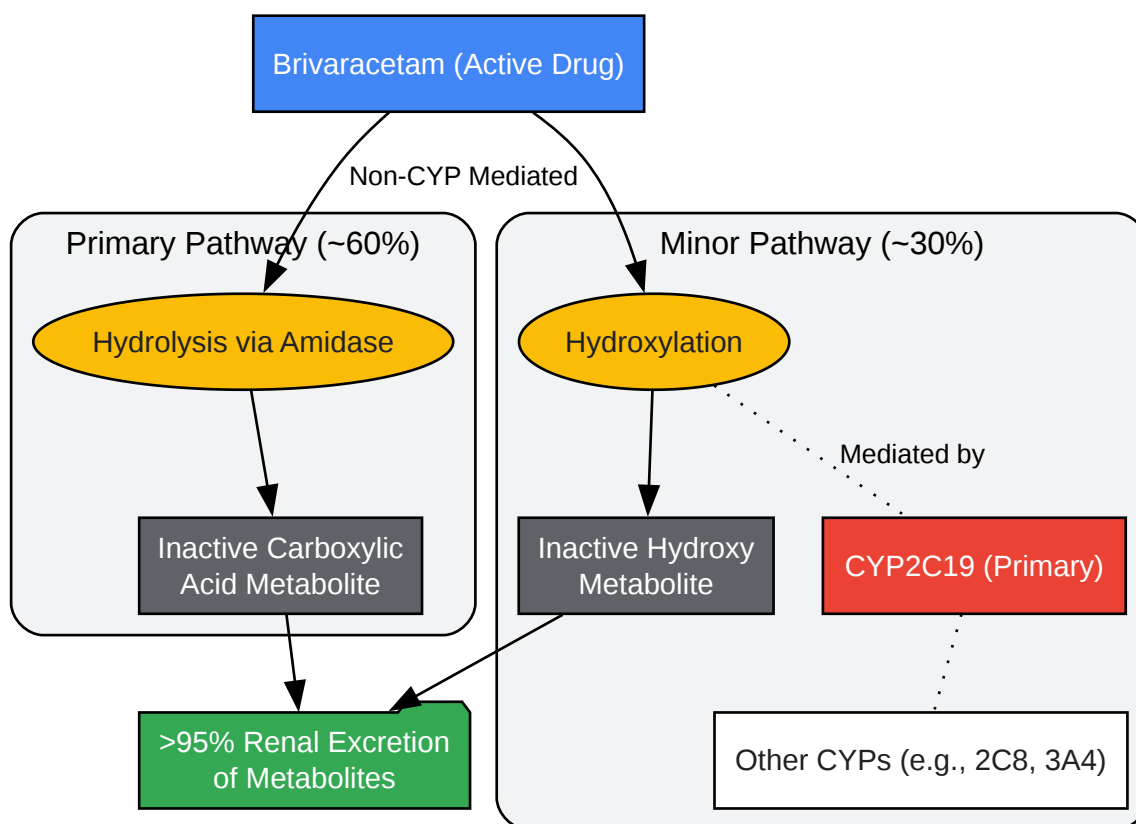 Brivaracetam (Active Drug)
Non-CYP Mediated
Primary Pathway (~60%)
Minor Pathway (~30%)
Hydrolysis via Amidase
Hydroxylation
Mediated by
Inactive Carboxylic
Acid Metabolite
Inactive Hydroxy
Metabolite
CYP2C19 (Primary)
>95% Renal Excretion
of Metabolites
Other CYPs (e.g., 2C8, 3A4)